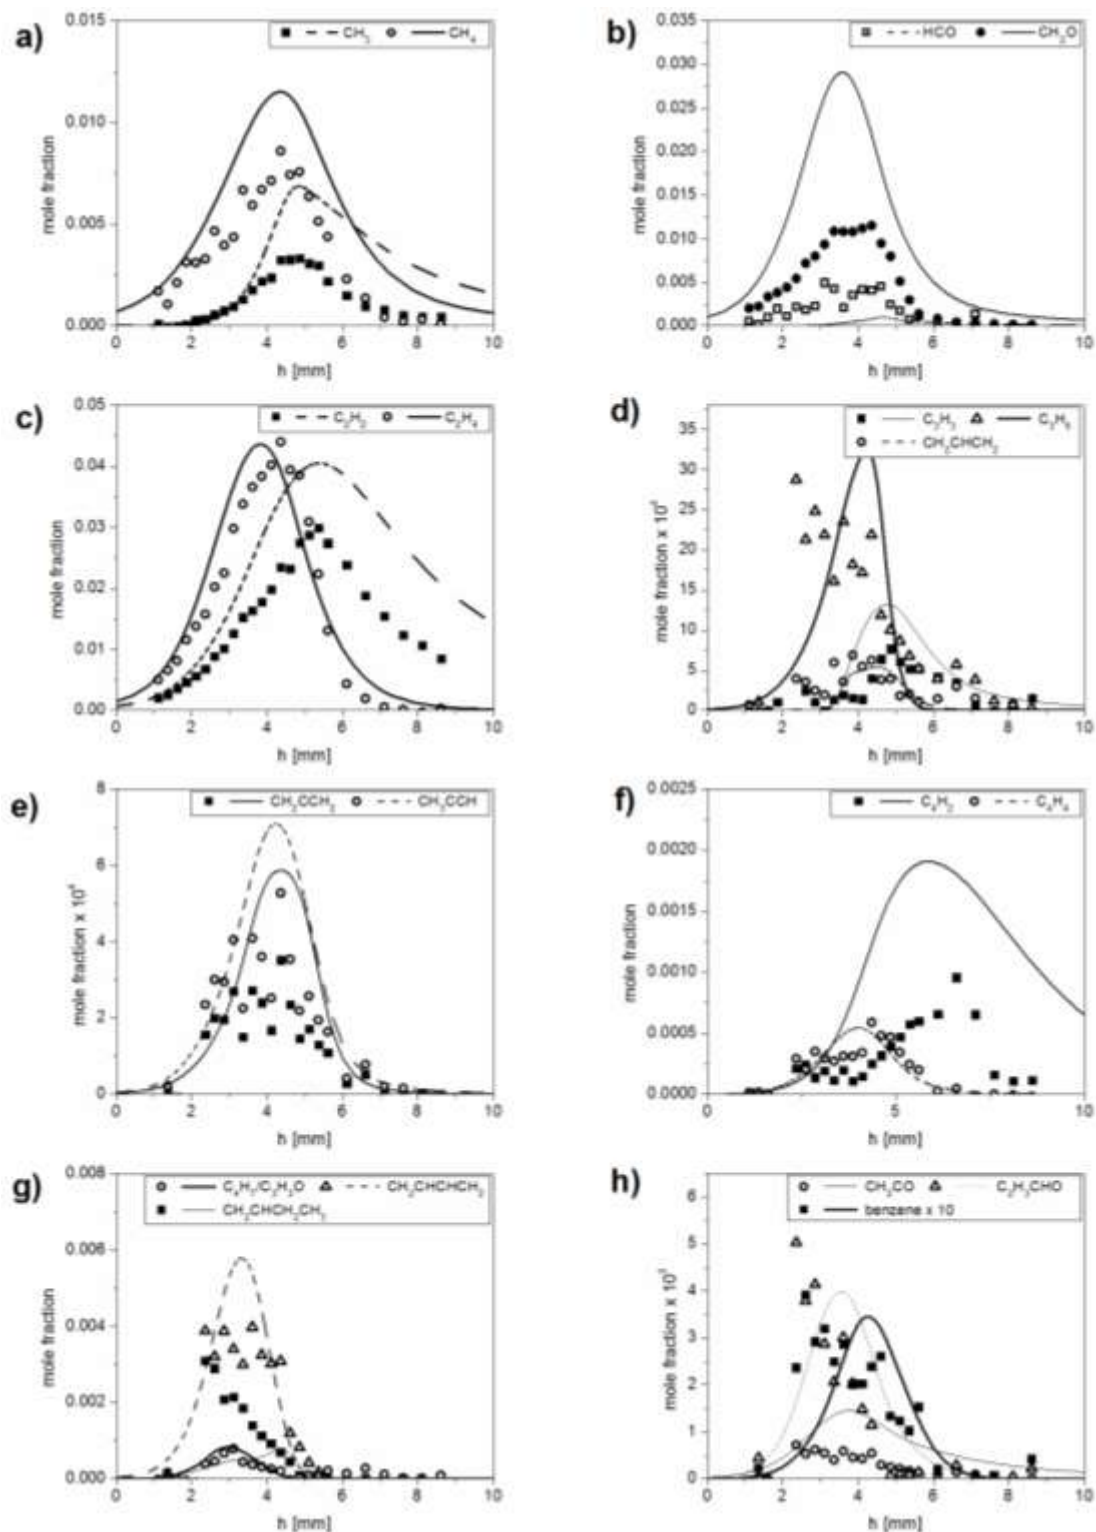 a)
0.015
CH₃ CH₄
0.010
0.005
0.000
mole fraction
0 2 4 6 8 10
h [mm]
b)
0.035
HCO CH₂O
0.030
0.025
0.020
0.015
0.010
0.005
0.000
mole fraction
0 2 4 6 8 10
h [mm]
c)
0.05
C₂H₂ C₂H₄
0.04
0.03
0.02
0.01
0.00
mole fraction
0 2 4 6 8 10
h [mm]
d)
C₃H₃ C₃H₆
CH₂CHCH₂
35
30
25
20
15
10
5
0
mole fraction x 10
0 2 4 6 8 10
h [mm]
e)
8
CH₂CCH₂ CH₃CCH
6
4
2
0
mole fraction x 10
0 2 4 6 8 10
h [mm]
f)
0.0025
C₄H₂ C₄H₄
0.0020
0.0015
0.0010
0.0005
0.0000
mole fraction
0 5 10
h [mm]
g)
0.008
CH₂CHCHCH₂
CH₂CHCH₂CH₃
0.006
0.004
0.002
0.000
mole fraction
0 2 4 6 8 10
h [mm]
h)
CH₂CO C₂H₃CHO
benzene x 10
6
5
4
3
2
1
0
mole fraction x 10
0 2 4 6 8 10
h [mm]